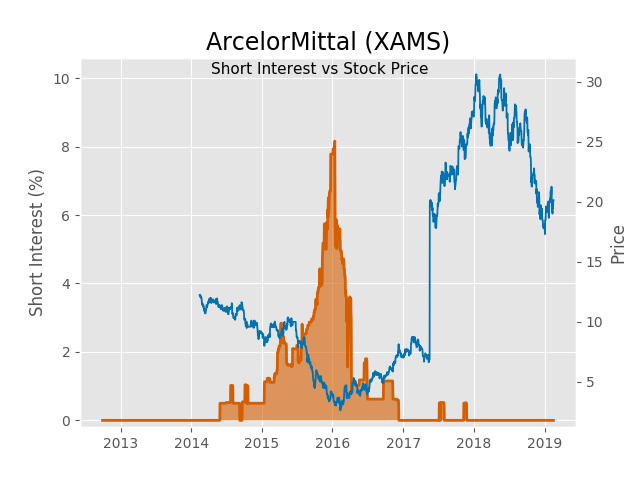 ArcelorMittal (XAMS)
Short Interest vs Stock Price
Short Interest (%)
10
8
6
4
2
0
30
25
20
15
10
5
Price
2013 2014 2015 2016 2017 2018 2019